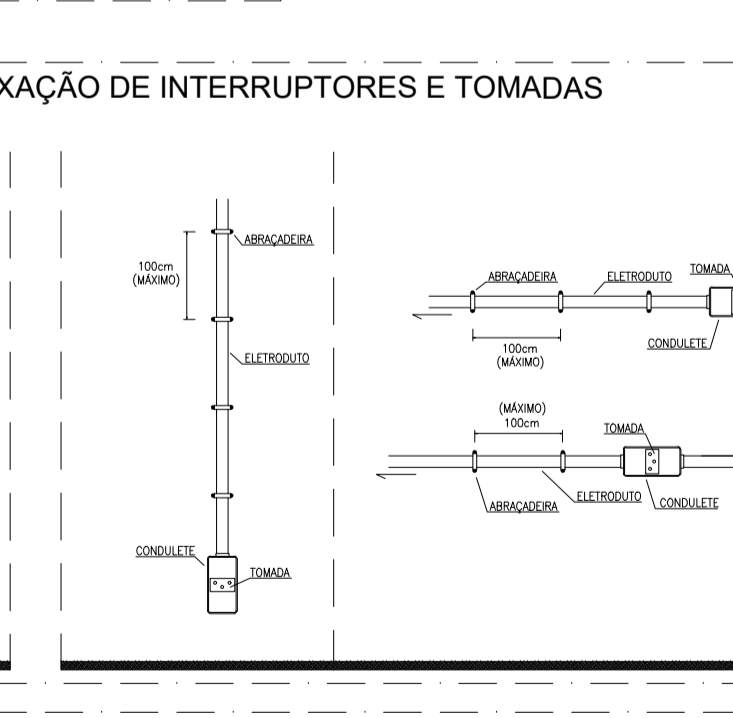 XAÇÃO DE INTERRUPTORES E TOMADAS
ABRAÇADEIRA
100cm
(MÁXIMO)
ELETRODUTO
CONDULETE
TOMADA
ABRAÇADEIRA
ELETRODUTO
TOMADA
100cm
(MÁXIMO)
CONDULETE
(MÁXIMO)
100cm
TOMADA
ABRAÇADEIRA
ELETRODUTO
CONDULETE